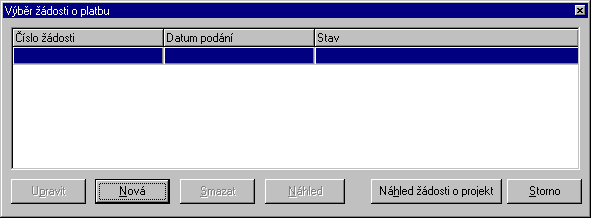 Výběr žádosti o platbu
Číslo žádosti Datum podání Stav
Upravit Nová Smazat Náhled Náhled žádosti o projekt Storno